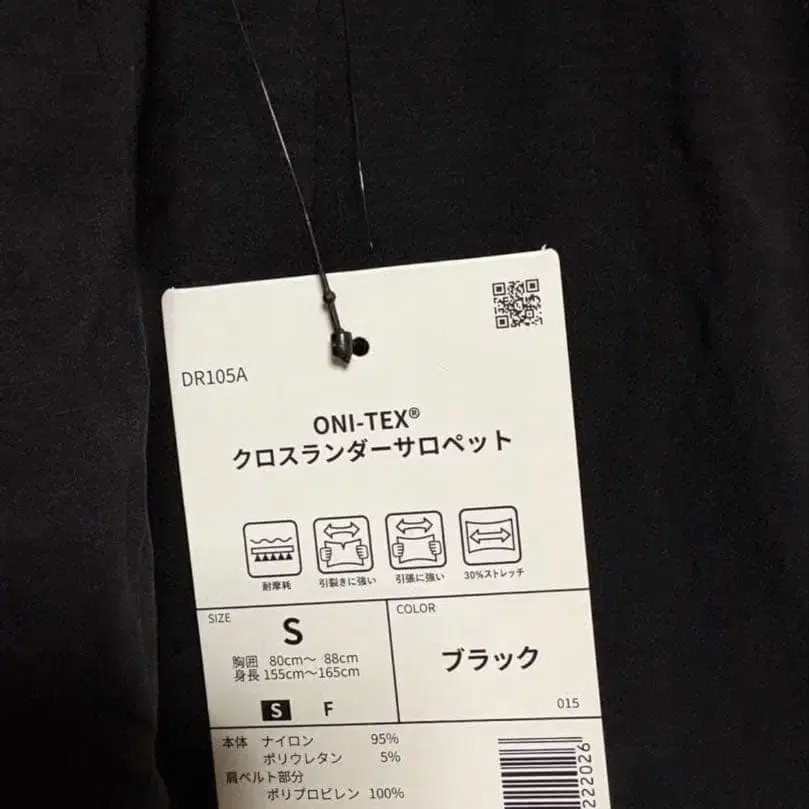 DR105A
ONI-TEX®
クロスランダーサロペット
耐摩耗
引裂きに強い
引張に強い
30%ストレッチ
SIZE
S
胸囲 80cm～ 88cm
身長 155cm～165cm
S F
COLOR
ブラック
015
本体 ナイロン 95%
ポリウレタン 5%
肩ベルト部分
ポリプロピレン 100%
222026